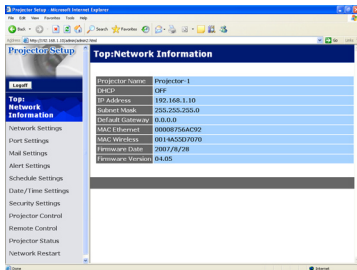 Projector Setup - Microsoft Internet Explorer
File Edit View Favorites Tools Help
Back Search Favorites
Go Links
Projector Setup
Logoff
Top:
Network
Information
Network Settings
Port Settings
Mail Settings
Alert Settings
Schedule Settings
Date/Time Settings
Security Settings
Projector Control
Remote Control
Projector Status
Network Restart
Top:Network Information
Projector Name Projector-1
DHCP OFF
IP Address 192.168.1.10
Subnet Mask 255.255.255.0
Default Gateway 0.0.0.0
MAC Ethernet 00008756AC92
MAC Wireless 0014A55D7070
Firmware Date 2007/8/28
Firmware Version 04.05
Done Internet